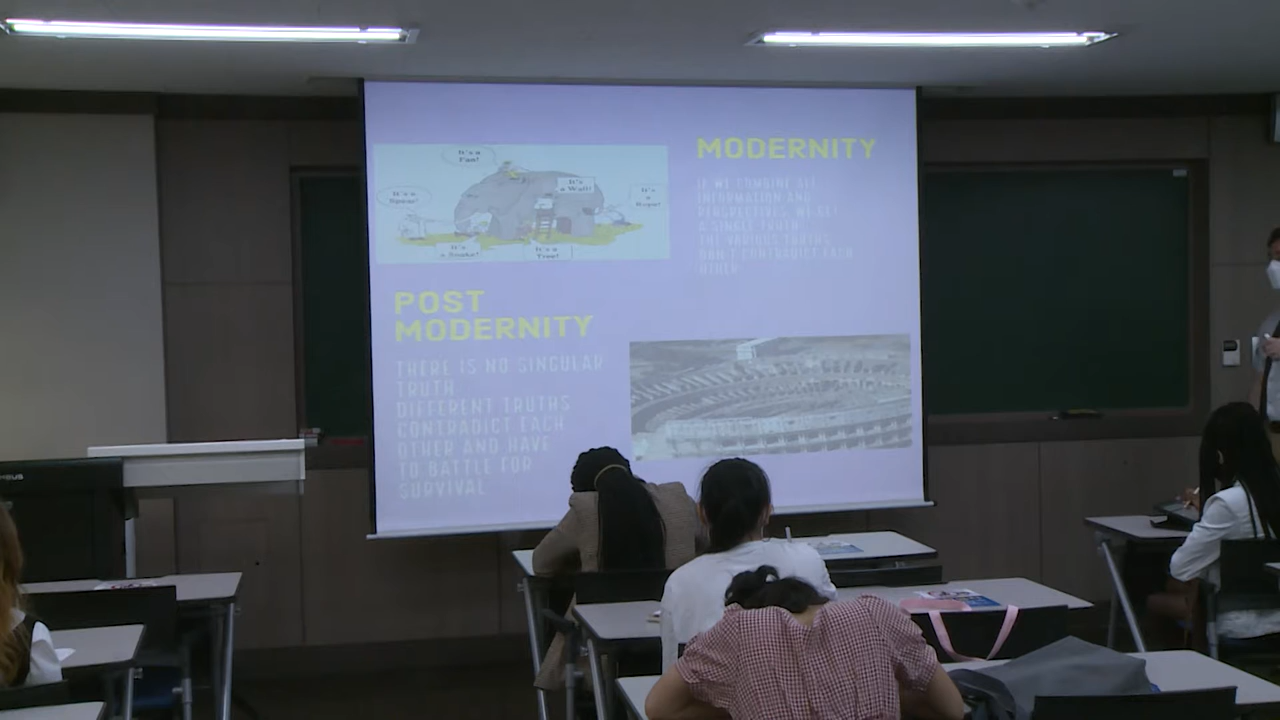 It's a
Fan!
It's
a Wall!
It's a
Spear!
It's
a
Rope!
It's
a Snake!
It's a
Tree!
MODERNITY
IF WE COMBINE ALL
INFORMATION AND
PERSPECTIVES, WE GET
A SINGLE TRUTH
THE VARIOUS TRUTHS
DON'T CONTRADICT EACH
OTHER
POST
MODERNITY
THERE IS NO SINGULAR
TRUTH
DIFFERENT TRUTHS
CONTRADICT EACH
OTHER AND HAVE
TO BATTLE FOR
SURVIVAL